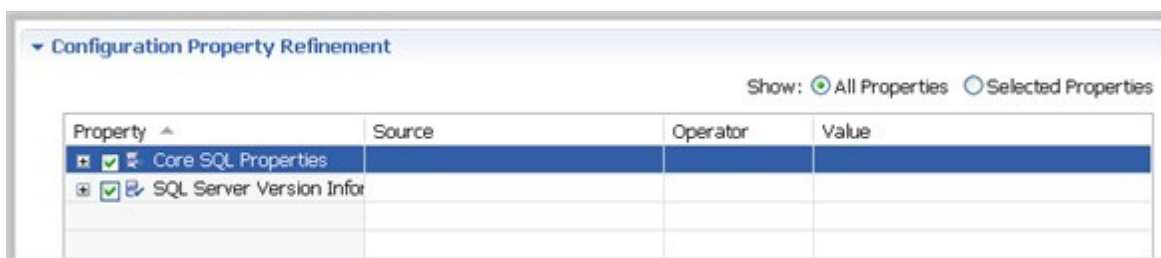 Configuration Property Refinement
Show: All Properties Selected Properties
Property Source Operator Value
Core SQL Properties
SQL Server Version Infor